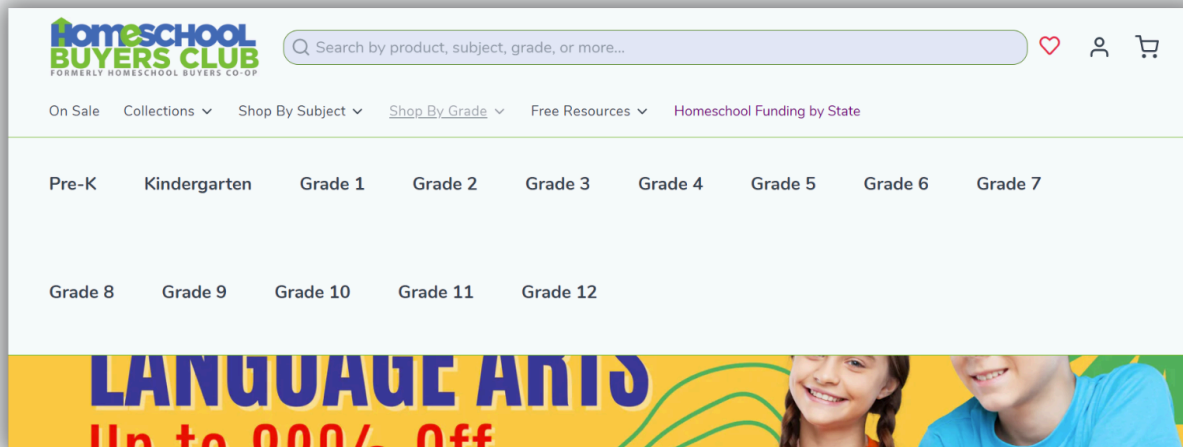 HOMESCHOOL
BUYERS CLUB
FORMERLY HOMESCHOOL BUYERS CO-OP
Search by product, subject, grade, or more...
On Sale Collections Shop By Subject Shop By Grade Free Resources Homeschool Funding by State
Pre-K Kindergarten Grade 1 Grade 2 Grade 3 Grade 4 Grade 5 Grade 6 Grade 7
Grade 8 Grade 9 Grade 10 Grade 11 Grade 12
LANGUAGE ARTS
Up to Off